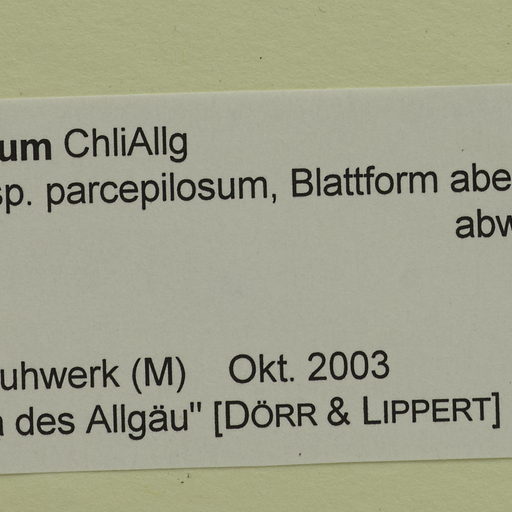 um ChliAllg
sp. parcepilosum, Blattform abe
abw
uhwerk (M) Okt. 2003
a des Allgäu" [DÖRR & LIPPERT]